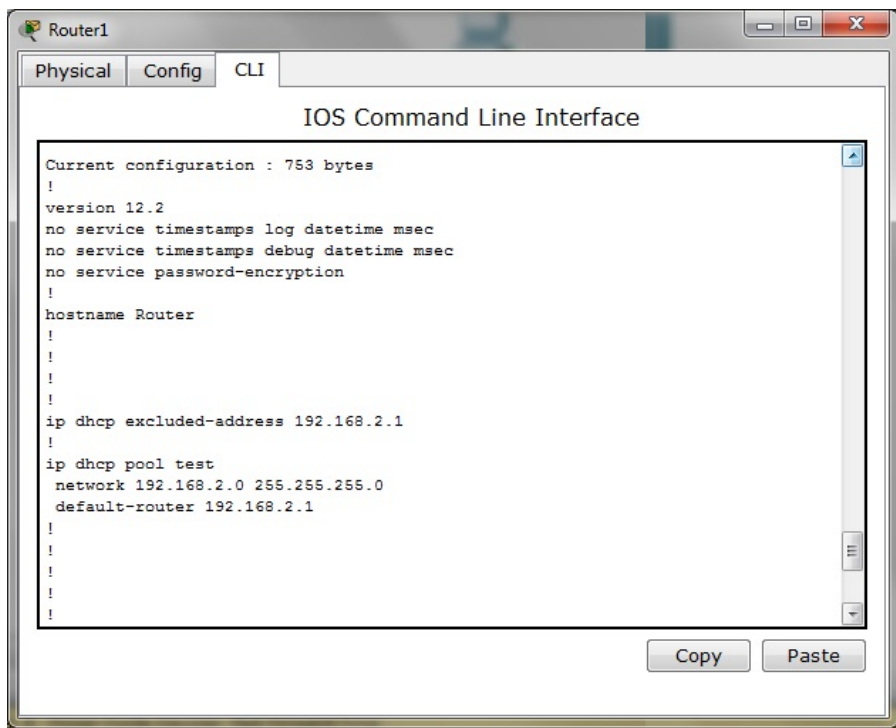 Router1
Physical Config CLI
IOS Command Line Interface
Current configuration : 753 bytes
!
version 12.2
no service timestamps log datetime msec
no service timestamps debug datetime msec
no service password-encryption
!
hostname Router
!
!
!
!
ip dhcp excluded-address 192.168.2.1
!
ip dhcp pool test
 network 192.168.2.0 255.255.255.0
 default-router 192.168.2.1
!
!
!
!
!
Copy Paste